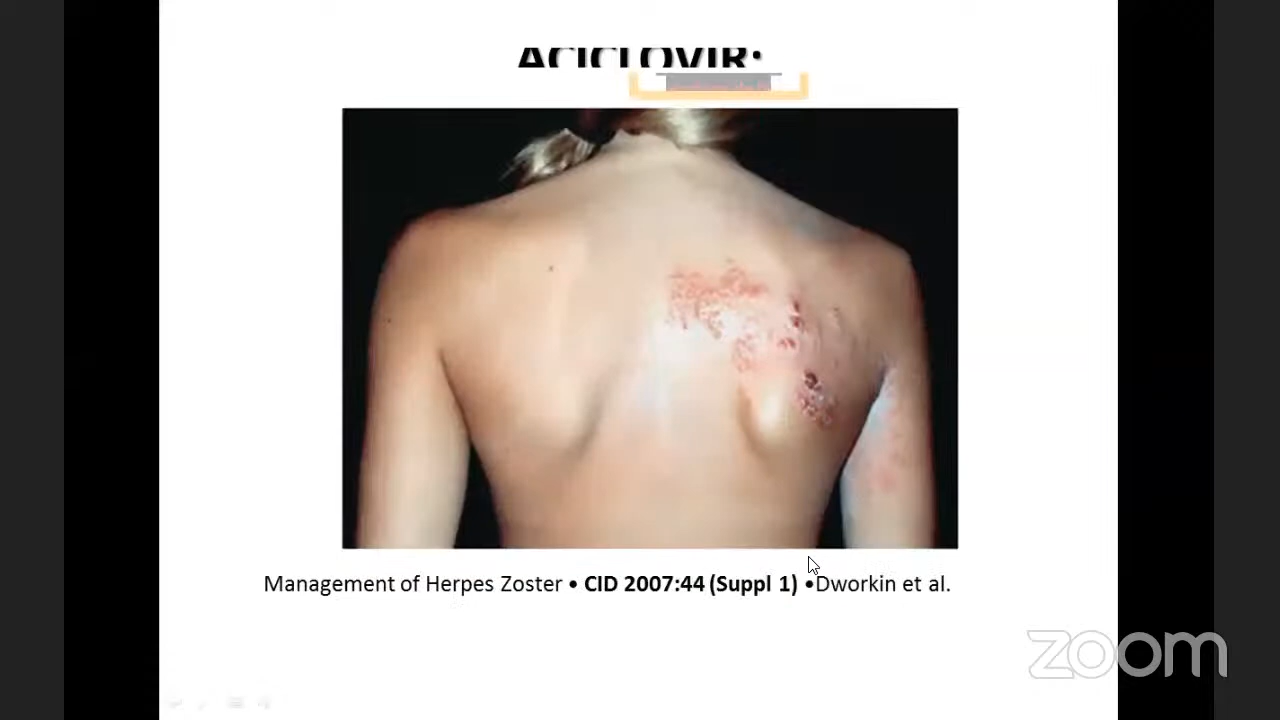 ACICLOVIR:
Management of Herpes Zoster • CID 2007:44 (Suppl 1) •Dworkin et al.
zoom